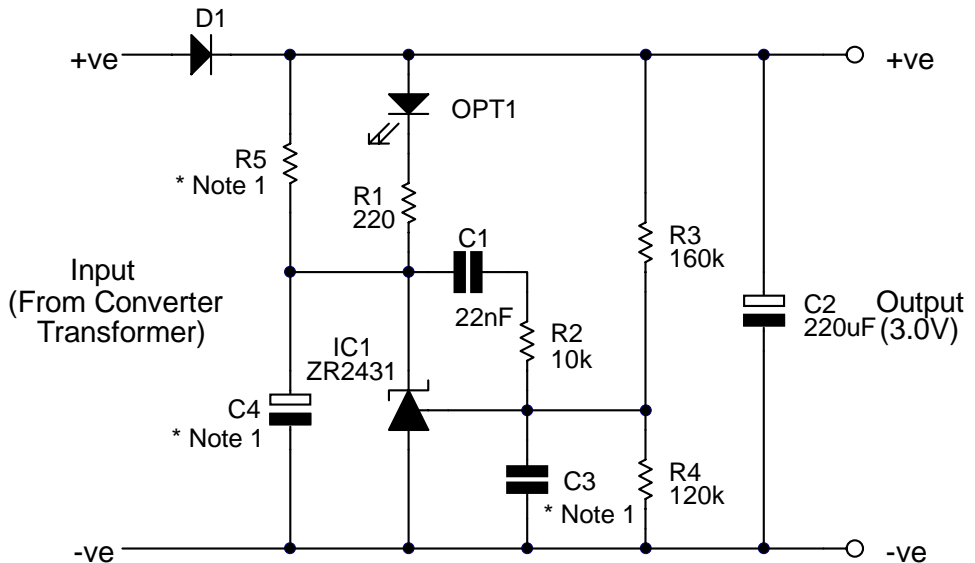 D1
+ve
+ve
OPT1
R5
* Note 1
R1
220
C1
22nF
R3
160k
Input
(From Converter
Transformer)
R2
10k
C2
220uF
Output
(3.0V)
IC1
ZR2431
C4
* Note 1
C3
* Note 1
R4
120k
-ve
-ve